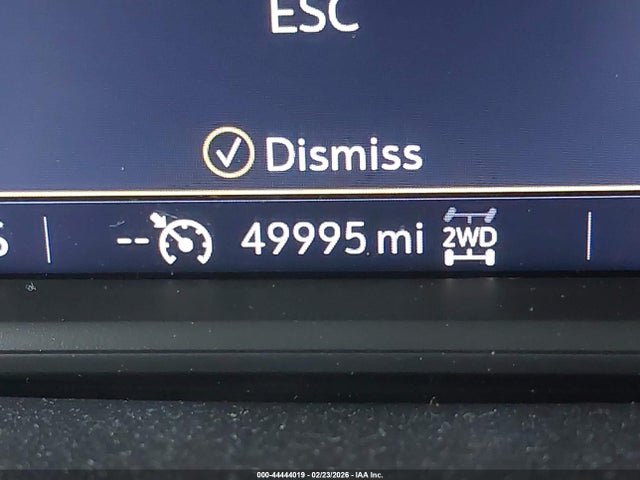 ESC
Dismiss
S -- 49995 mi 2WD
000-44444019 - 02/23/2026 - IAA Inc.